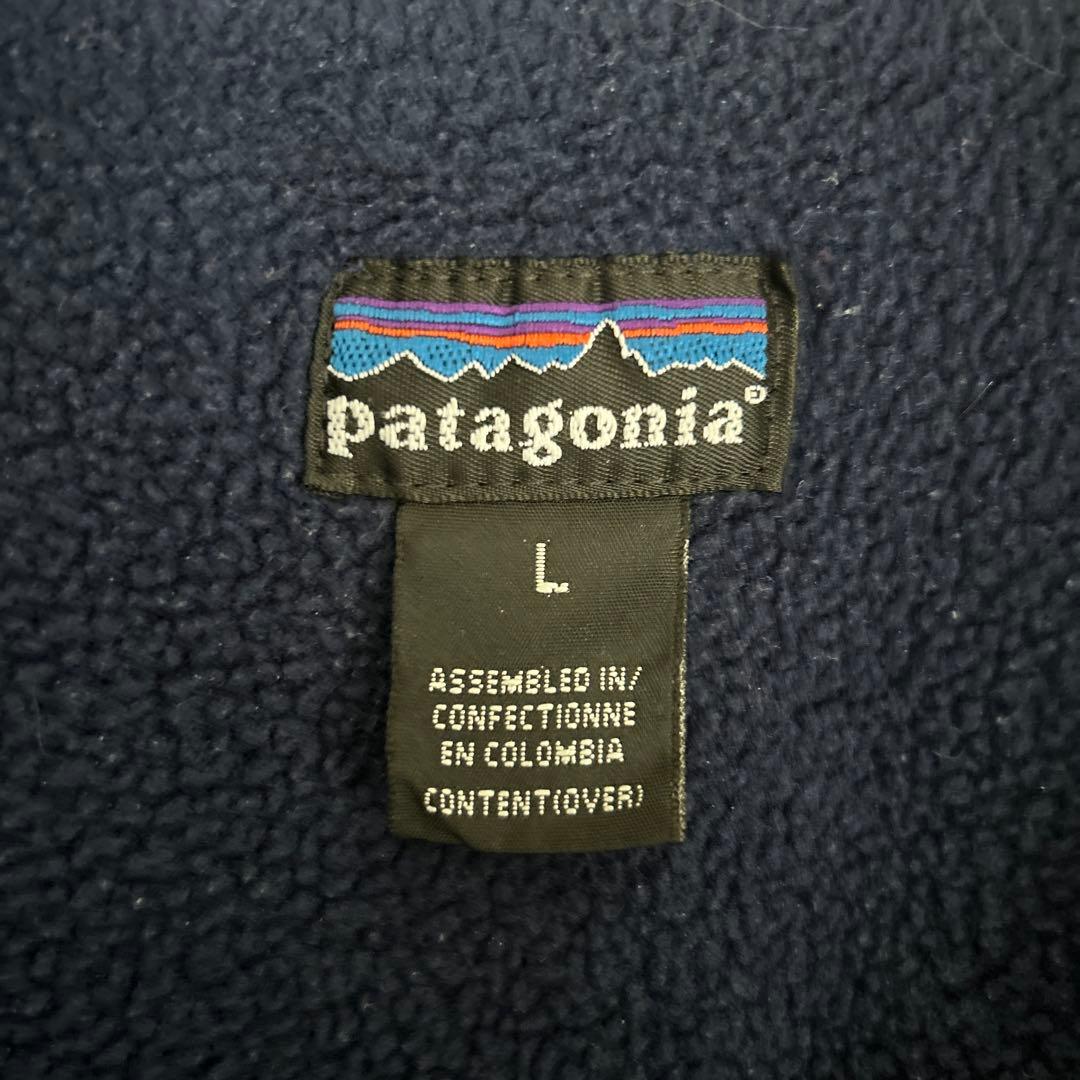 patagonia®
L
ASSEMBLED IN/
CONFECTIONNE
EN COLOMBIA
CONTENT(OVER)